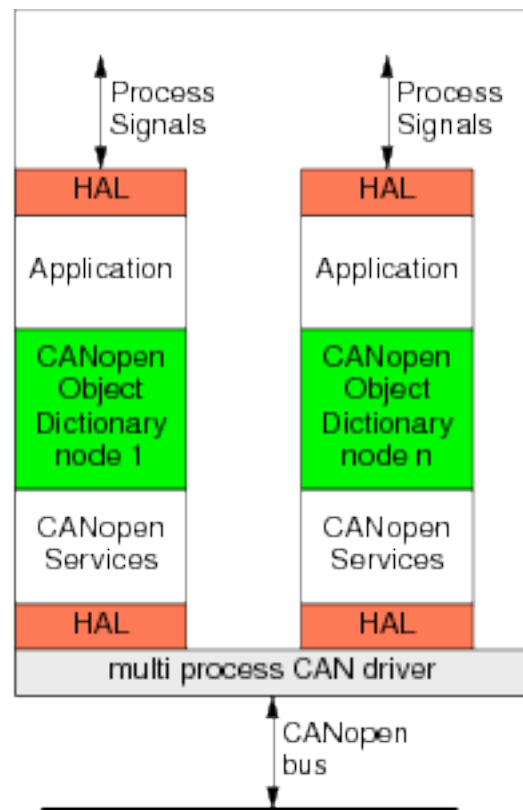 Process
Signals
Process
Signals
HAL
HAL
Application
Application
CANopen
Object
Dictionary
node 1
CANopen
Object
Dictionary
node n
CANopen
Services
CANopen
Services
HAL
HAL
multi process CAN driver
CANopen
bus